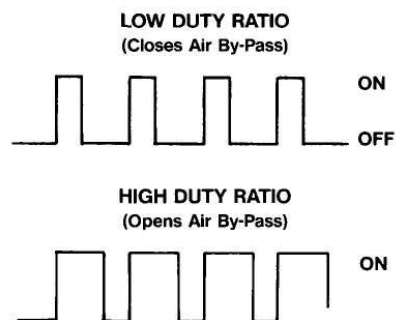 LOW DUTY RATIO
(Closes Air By-Pass)
ON
OFF
HIGH DUTY RATIO
(Opens Air By-Pass)
ON